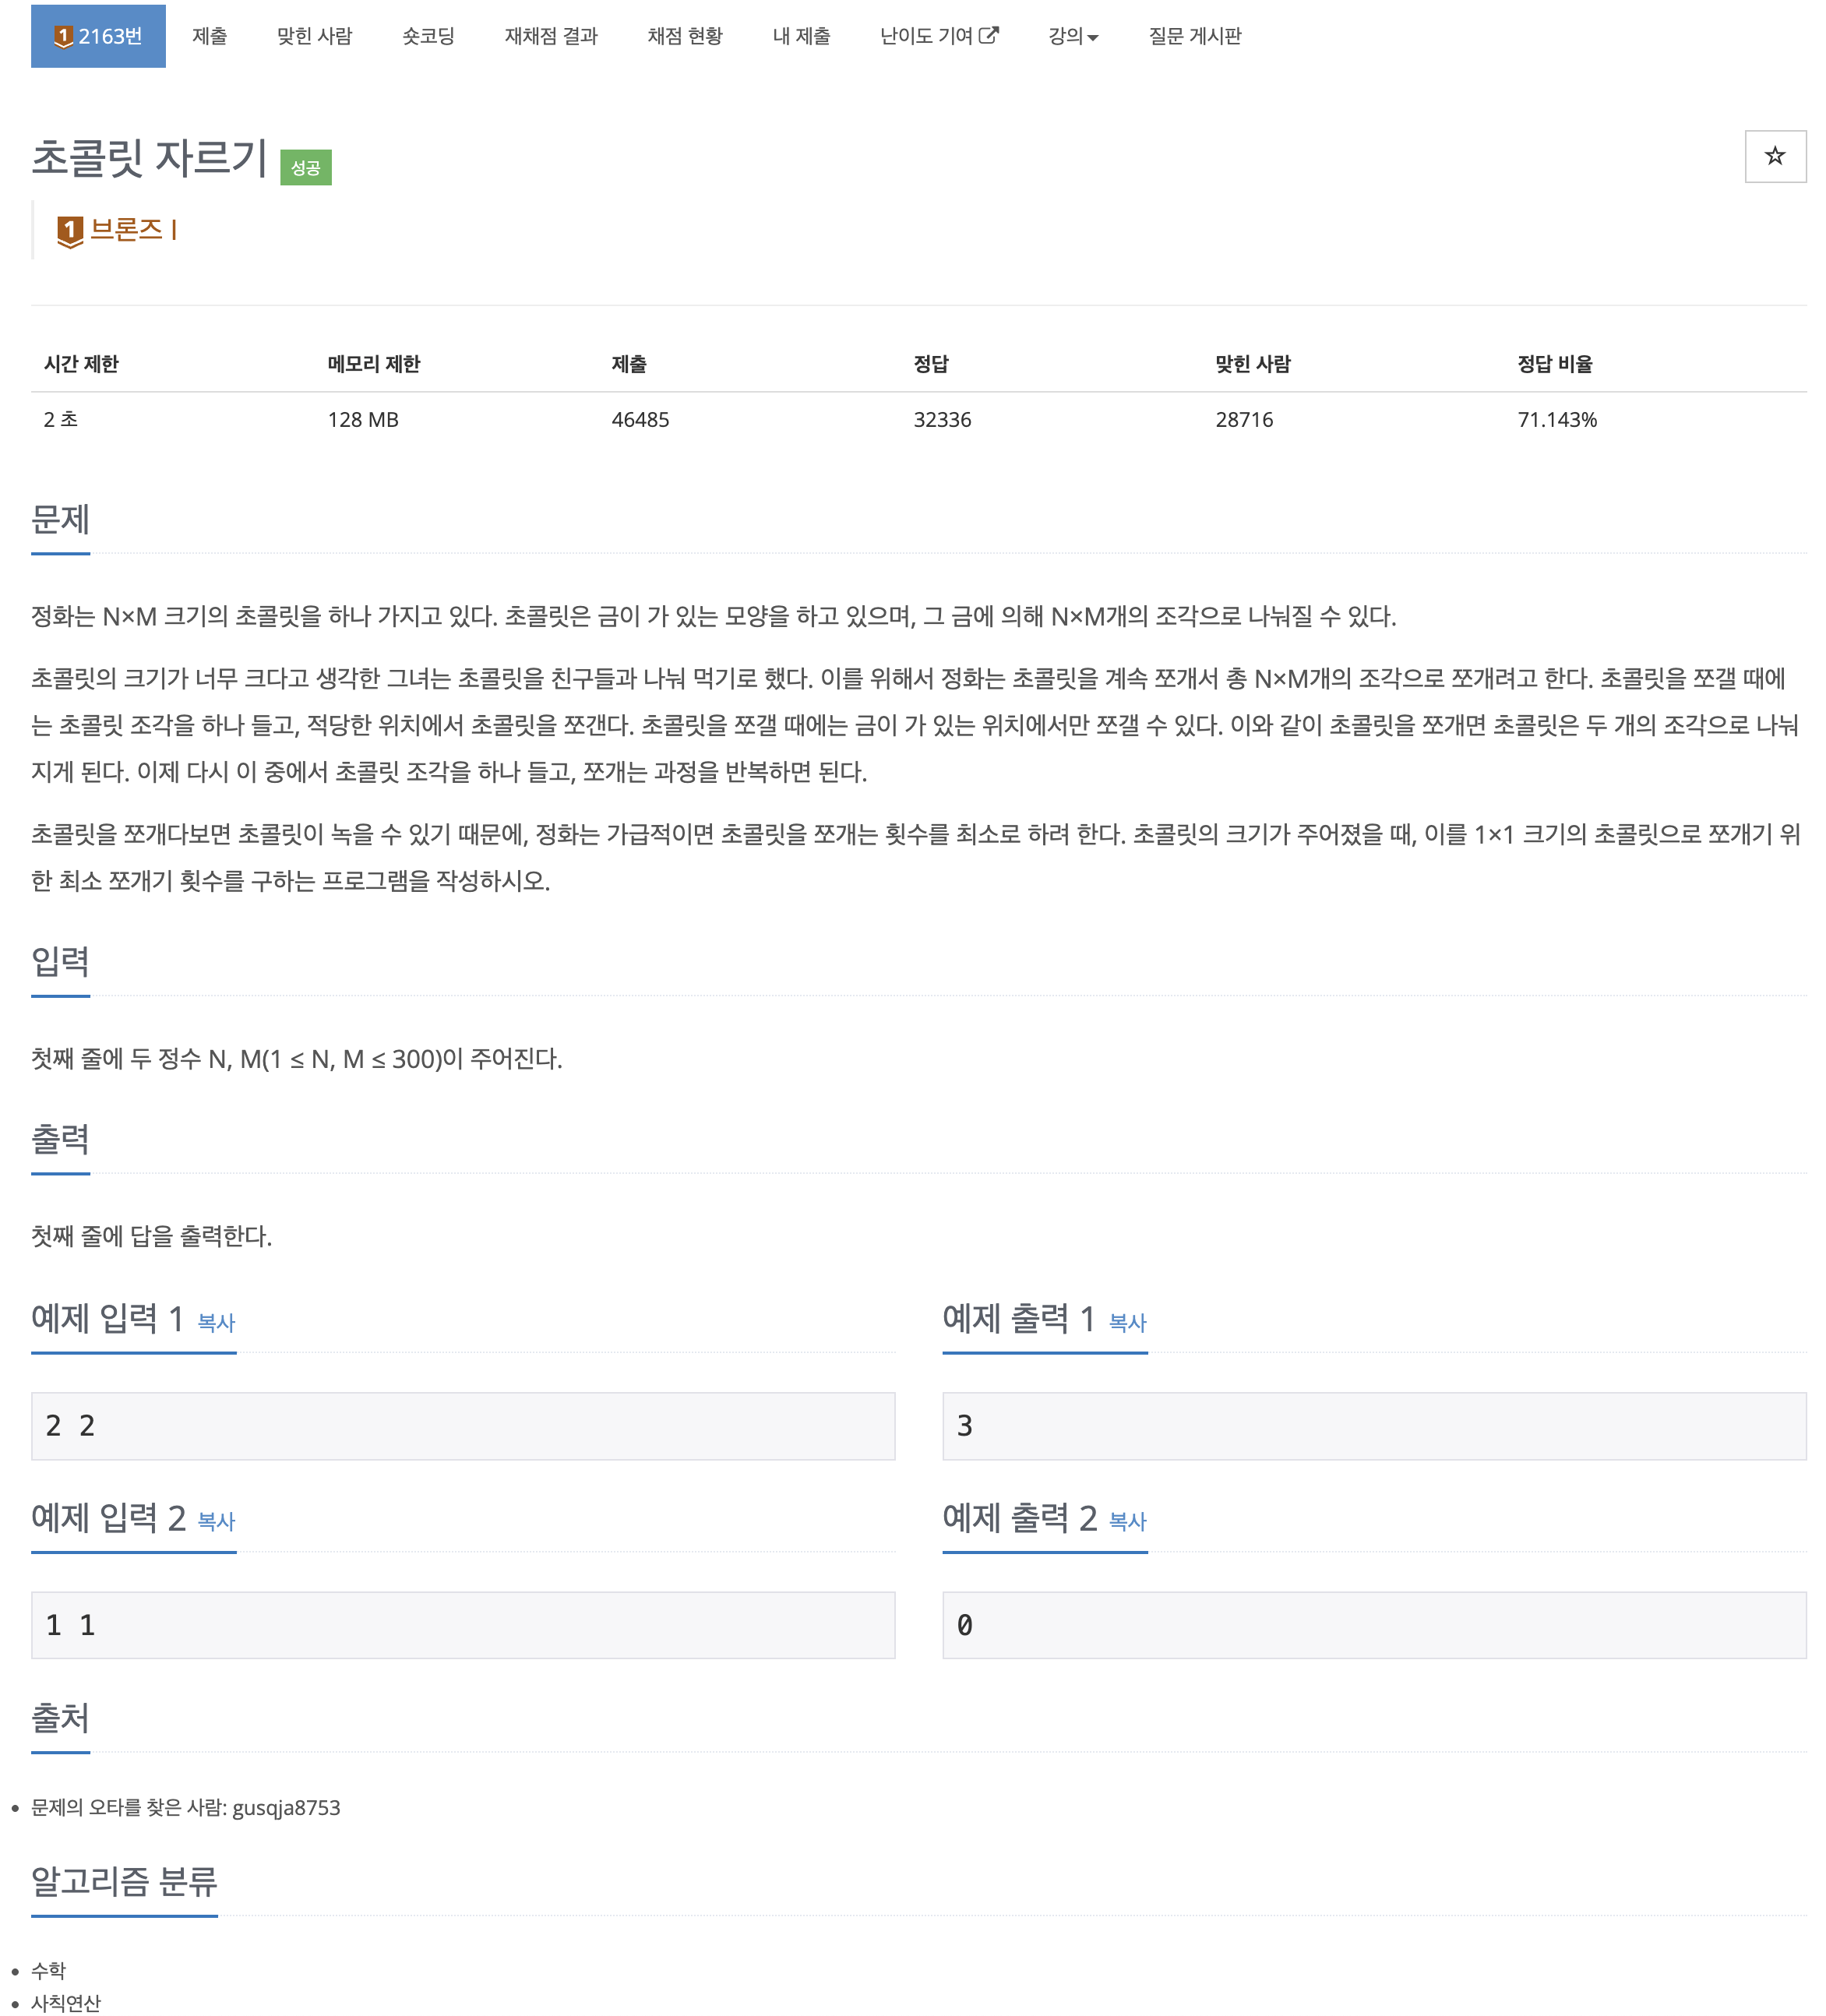 1 2163번 제출 맞힌 사람 숏코딩 재채점 결과 채점 현황 내 제출 난이도 기여 강의 질문 게시판
초콜릿 자르기 성공
1 브론즈 I
시간 제한 메모리 제한 제출 정답 맞힌 사람 정답 비율
2 초 128 MB 46485 32336 28716 71.143%
문제
정화는 N×M 크기의 초콜릿을 하나 가지고 있다. 초콜릿은 금이 가 있는 모양을 하고 있으며, 그 금에 의해 N×M개의 조각으로 나눠질 수 있다.
초콜릿의 크기가 너무 크다고 생각한 그녀는 초콜릿을 친구들과 나눠 먹기로 했다. 이를 위해서 정화는 초콜릿을 계속 쪼개서 총 N×M개의 조각으로 쪼개려고 한다. 초콜릿을 쪼갤 때에
는 초콜릿 조각을 하나 들고, 적당한 위치에서 초콜릿을 쪼갠다. 초콜릿을 쪼갤 때에는 금이 가 있는 위치에서만 쪼갤 수 있다. 이와 같이 초콜릿을 쪼개면 초콜릿은 두 개의 조각으로 나눠
지게 된다. 이제 다시 이 중에서 초콜릿 조각을 하나 들고, 쪼개는 과정을 반복하면 된다.
초콜릿을 쪼개다보면 초콜릿이 녹을 수 있기 때문에, 정화는 가급적이면 초콜릿을 쪼개는 횟수를 최소로 하려 한다. 초콜릿의 크기가 주어졌을 때, 이를 1×1 크기의 초콜릿으로 쪼개기 위
한 최소 쪼개기 횟수를 구하는 프로그램을 작성하시오.
입력
첫째 줄에 두 정수 N, M(1 ≤ N, M ≤ 300)이 주어진다.
출력
첫째 줄에 답을 출력한다.
예제 입력 1 복사 예제 출력 1 복사
2 2 3
예제 입력 2 복사 예제 출력 2 복사
1 1 0
출처
• 문제의 오타를 찾은 사람: gusqja8753
알고리즘 분류
• 수학
• 사칙연산